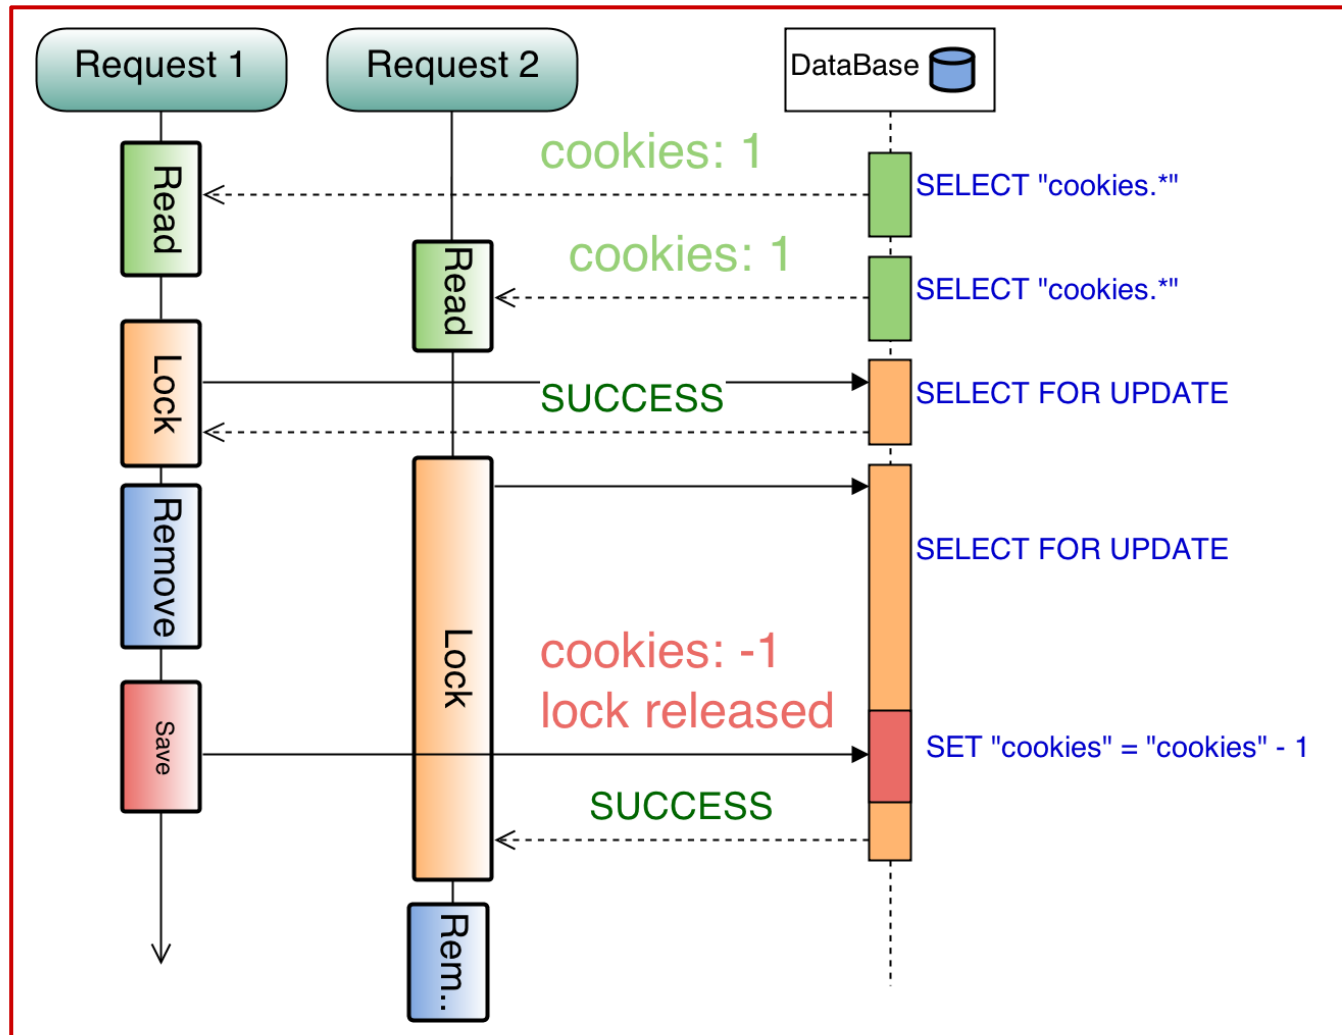 Request 1
Request 2
DataBase
Read
cookies: 1
SELECT "cookies.*"
Read
cookies: 1
SELECT "cookies.*"
Lock
SUCCESS
SELECT FOR UPDATE
Remove
Lock
SELECT FOR UPDATE
cookies: -1
lock released
Save
SET "cookies" = "cookies" - 1
SUCCESS
Rem..